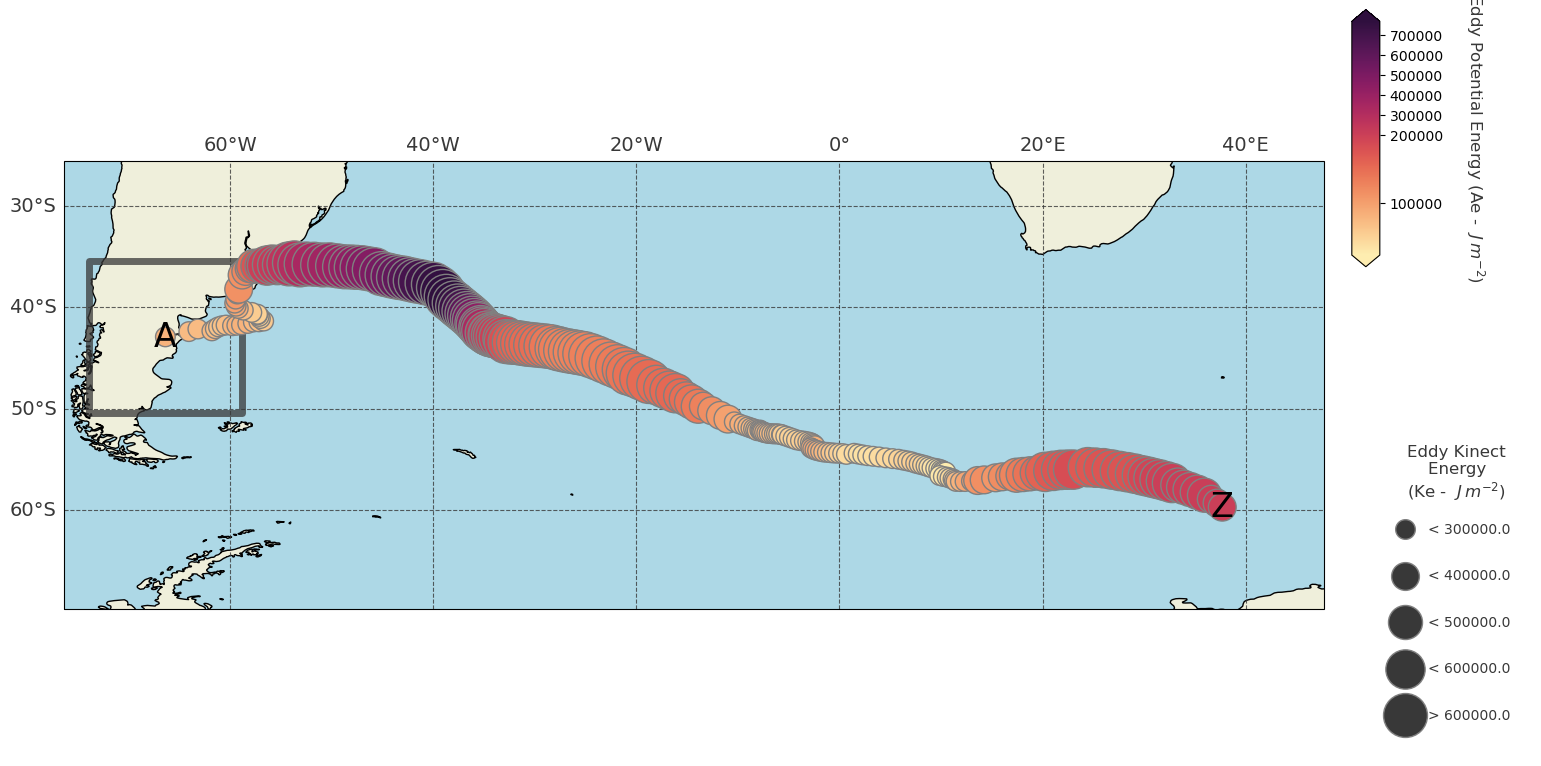 60°W 40°W 20°W 0° 20°E 40°E
30°S
40°S
50°S
60°S
A
Z
700000
600000
500000
400000
300000
200000
100000
Eddy Potential Energy (Ae - J m⁻²)
Eddy Kinect
Energy
(Ke - J m⁻²)
< 300000.0
< 400000.0
< 500000.0
< 600000.0
> 600000.0